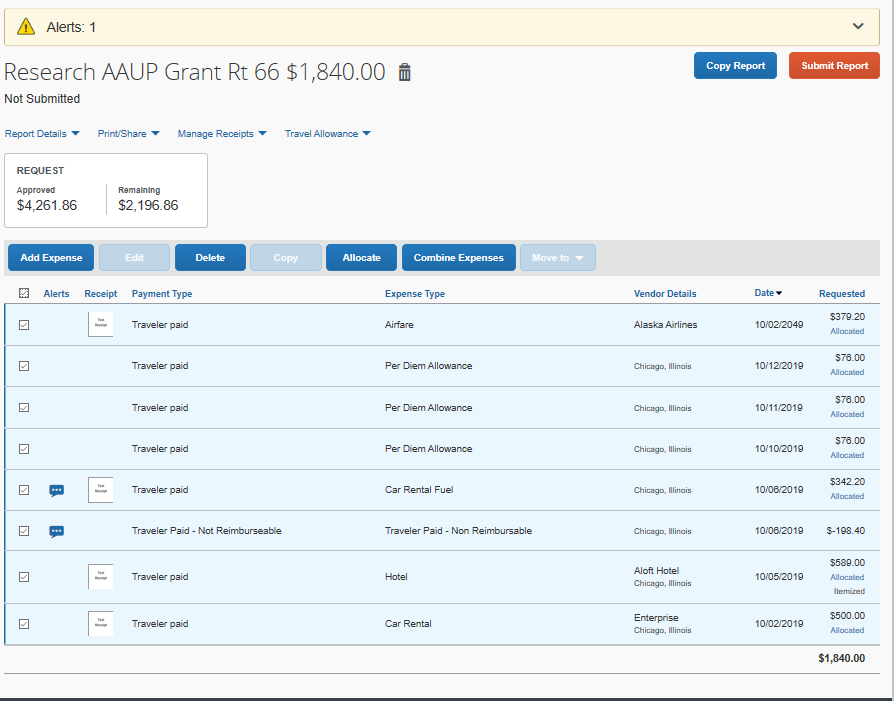 Alerts: 1
Research AAUP Grant Rt 66 $1,840.00
Copy Report Submit Report
Not Submitted
Report Details Print/Share Manage Receipts Travel Allowance
REQUEST
Approved Remaining
$4,261.86 $2,196.86
Add Expense Edit Delete Copy Allocate Combine Expenses Move to
Alerts Receipt Payment Type Expense Type Vendor Details Date Requested
Test Receipt Traveler paid Airfare Alaska Airlines 10/02/2049 $379.20
Allocated
Traveler paid Per Diem Allowance Chicago, Illinois 10/12/2019 $76.00
Allocated
Traveler paid Per Diem Allowance Chicago, Illinois 10/11/2019 $76.00
Allocated
Traveler paid Per Diem Allowance Chicago, Illinois 10/10/2019 $76.00
Allocated
Test Receipt Traveler paid Car Rental Fuel Chicago, Illinois 10/06/2019 $342.20
Allocated
Traveler Paid - Not Reimburseable Traveler Paid - Non Reimbursable Chicago, Illinois 10/06/2019 $-198.40
Test Receipt Traveler paid Hotel Aloft Hotel 10/05/2019 $589.00
Chicago, Illinois Allocated
Itemized
Test Receipt Traveler paid Car Rental Enterprise 10/02/2019 $500.00
Chicago, Illinois Allocated
$1,840.00